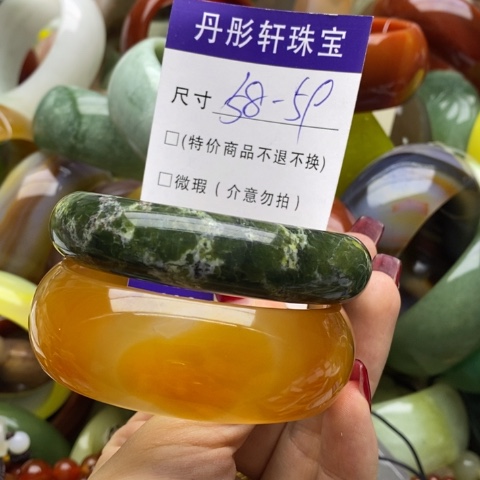 丹彤轩珠宝
尺寸 58-59
□(特价商品不退不换)
□微瑕(介意勿拍)